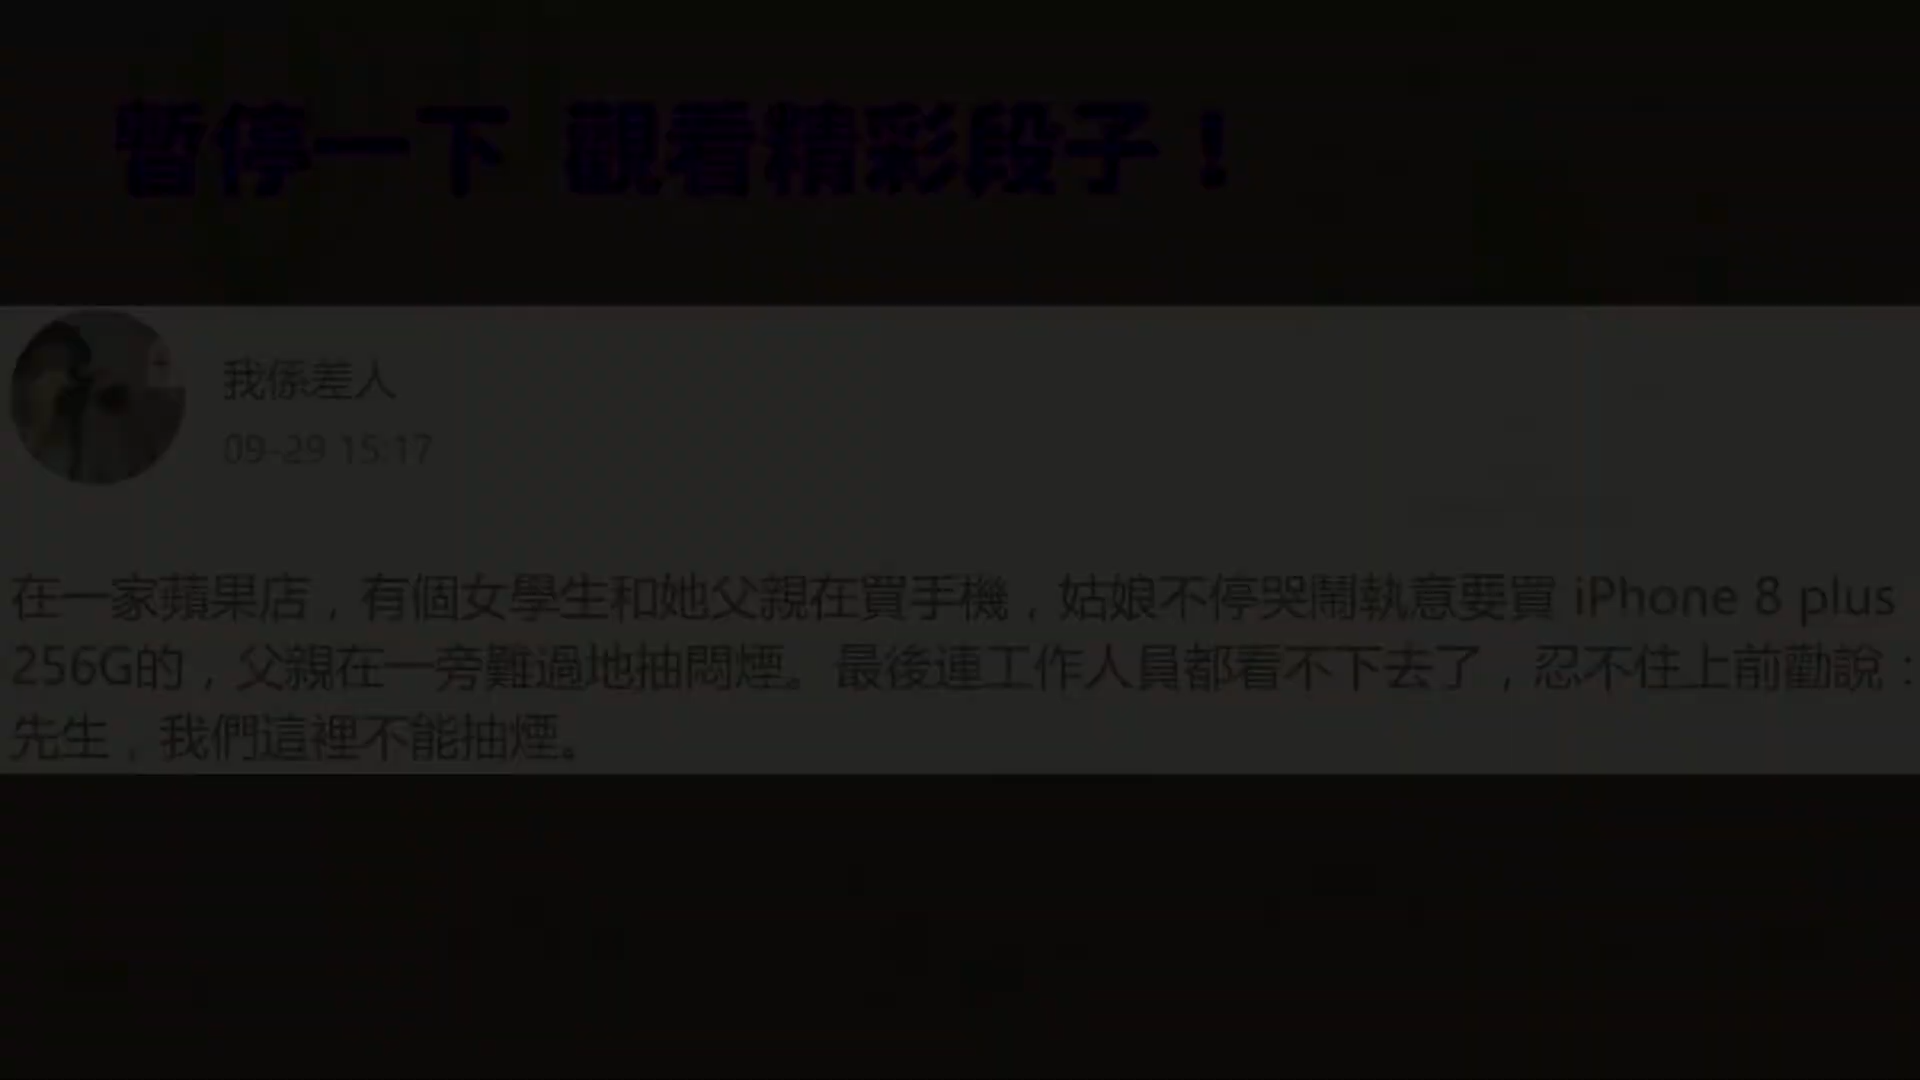 暫停一下 觀看精彩段子！
我係差人
09-29 15:17
在一家蘋果店，有個女學生和她父親在買手機，姑娘不停哭鬧執意要買 iPhone 8 plus
256G的，父親在一旁難過地抽悶煙。最後連工作人員都看不下去了，忍不住上前勸說：
先生，我們這裡不能抽煙。